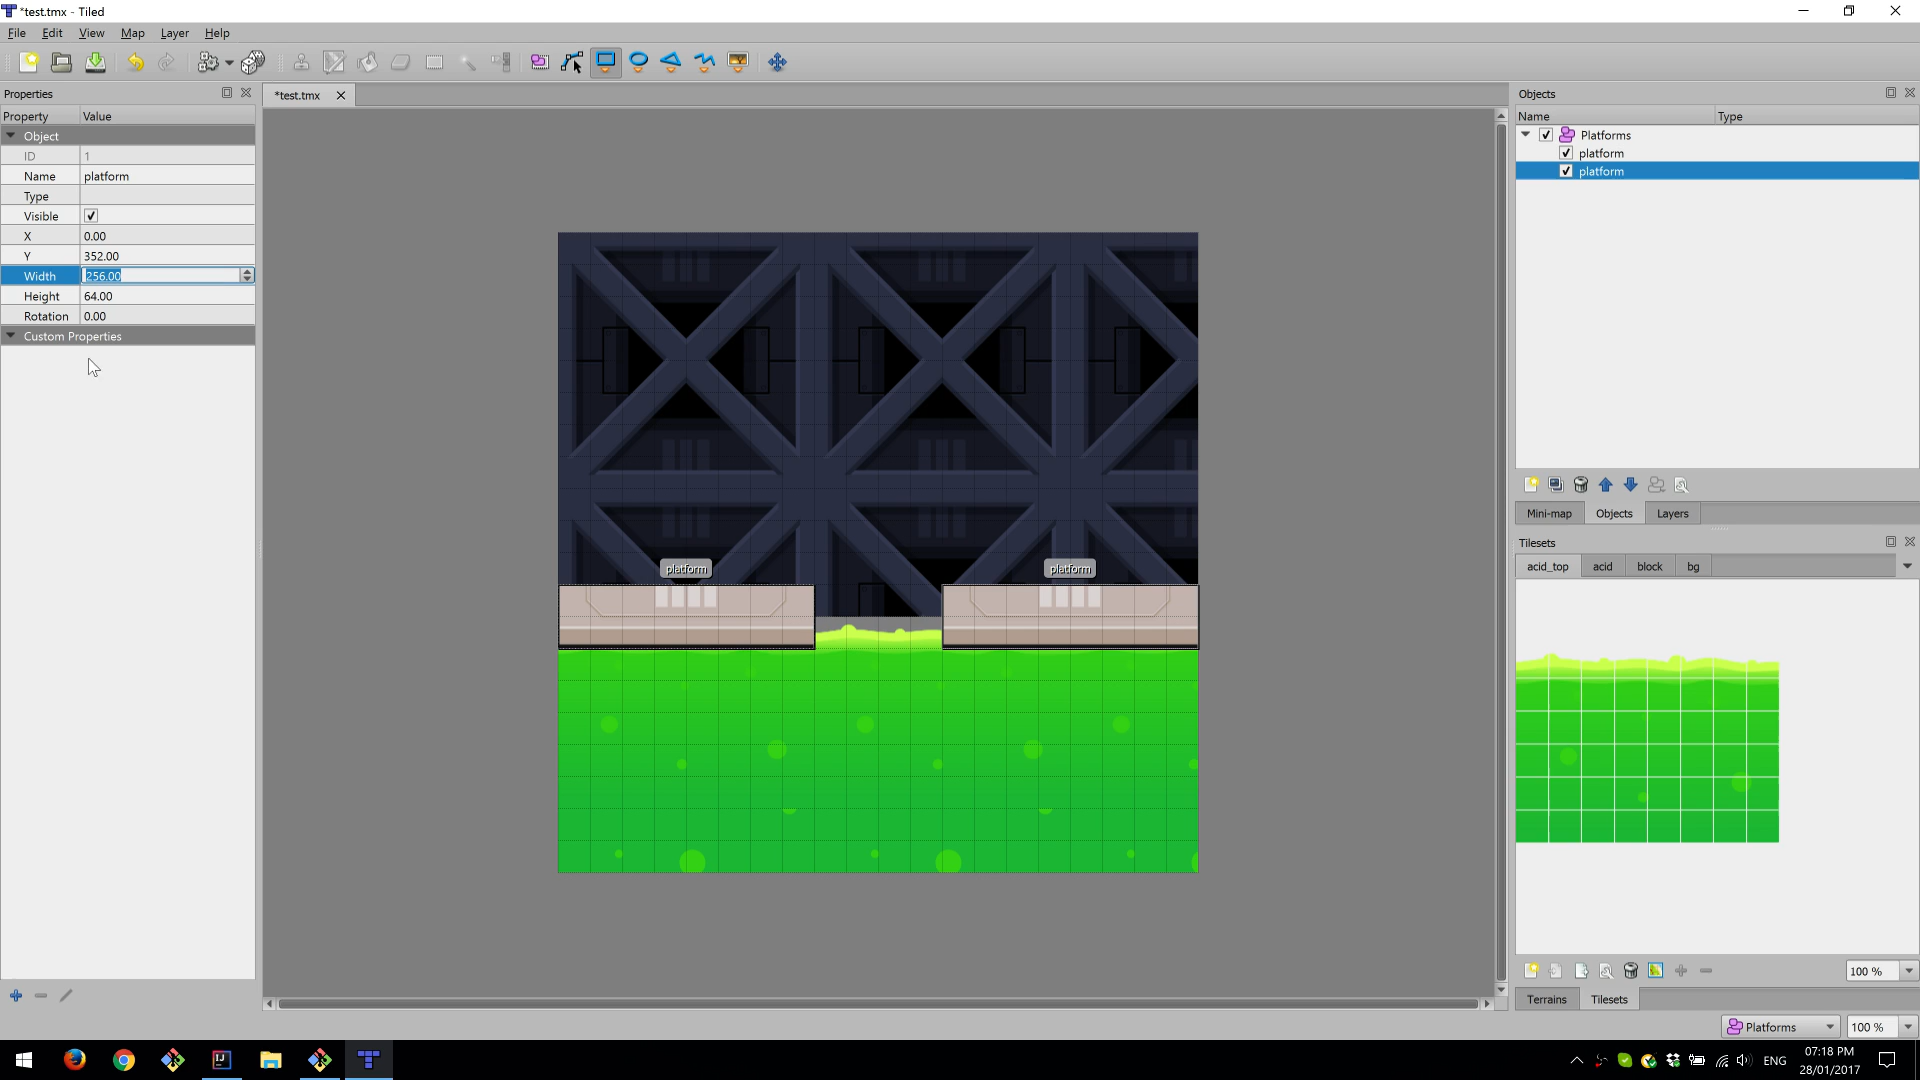 *test.tmx - Tiled
File Edit View Map Layer Help
Properties
Property Value
Object
ID 1
Name platform
Type
Visible
X 0.00
Y 352.00
Width 256.00
Height 64.00
Rotation 0.00
Custom Properties
*test.tmx
platform
platform
Objects
Name Type
Platforms
platform
platform
Mini-map Objects Layers
Tilesets
acid_top acid block bg
100 %
Terrains Tilesets
Platforms 100 %
ENG
07:18 PM
28/01/2017